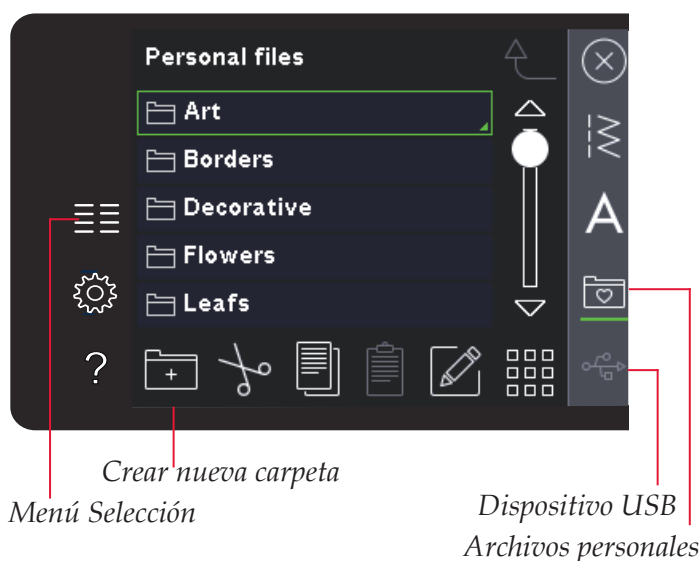 Personal files
Art
Borders
Decorative
A
Flowers
Leafs
?
Crear nueva carpeta
Menú Selección
Dispositivo USB
Archivos personales